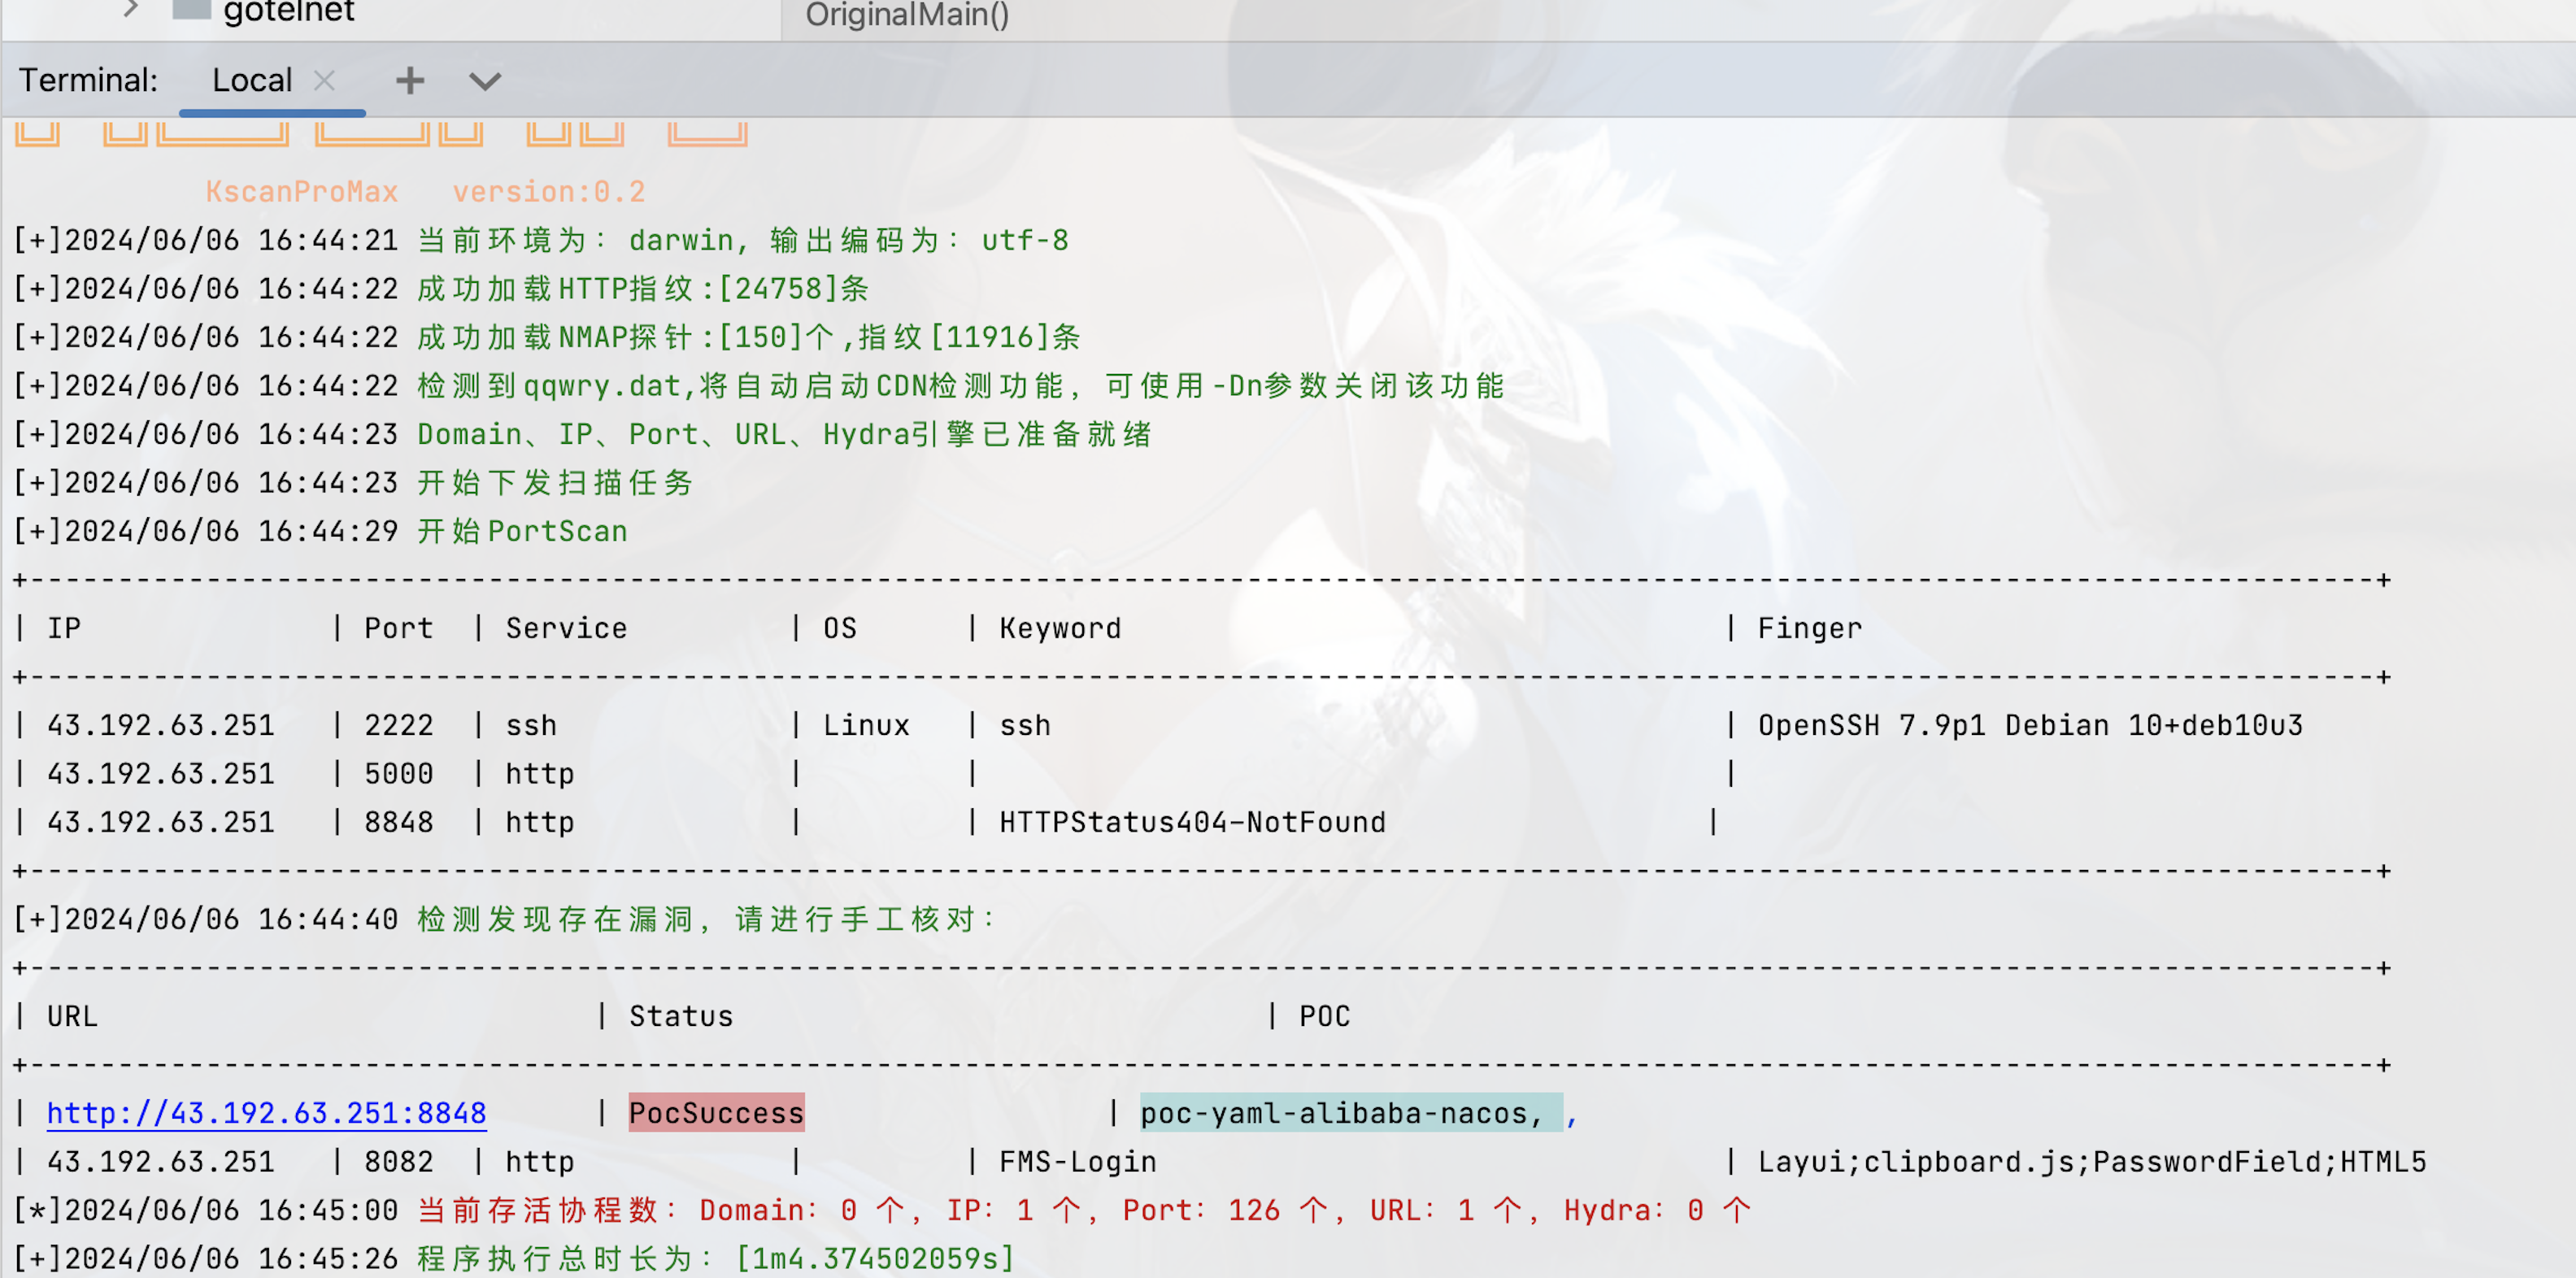 gotelnet
OriginalMain()
Terminal: Local × +
KscanProMax version:0.2
[+]2024/06/06 16:44:21 当前环境为：darwin, 输出编码为：utf-8
[+]2024/06/06 16:44:22 成功加载HTTP指纹:[24758]条
[+]2024/06/06 16:44:22 成功加载NMAP探针:[150]个,指纹[11916]条
[+]2024/06/06 16:44:22 检测到qqwry.dat,将自动启动CDN检测功能，可使用-Dn参数关闭该功能
[+]2024/06/06 16:44:23 Domain、IP、Port、URL、Hydra引擎已准备就绪
[+]2024/06/06 16:44:23 开始下发扫描任务
[+]2024/06/06 16:44:29 开始PortScan
| IP | Port | Service | OS | Keyword | Finger
| 43.192.63.251 | 2222 | ssh | Linux | ssh | OpenSSH 7.9p1 Debian 10+deb10u3
| 43.192.63.251 | 5000 | http | | |
| 43.192.63.251 | 8848 | http | | HTTPStatus404-NotFound |
[+]2024/06/06 16:44:40 检测发现存在漏洞，请进行手工核对：
| URL | Status | POC
| http://43.192.63.251:8848 | PocSuccess | poc-yaml-alibaba-nacos, ,
| 43.192.63.251 | 8082 | http | | FMS-Login | Layui;clipboard.js;PasswordField;HTML5
[*]2024/06/06 16:45:00 当前存活协程数：Domain：0 个，IP：1 个，Port：126 个，URL：1 个，Hydra：0 个
[+]2024/06/06 16:45:26 程序执行总时长为：[1m4.374502059s]